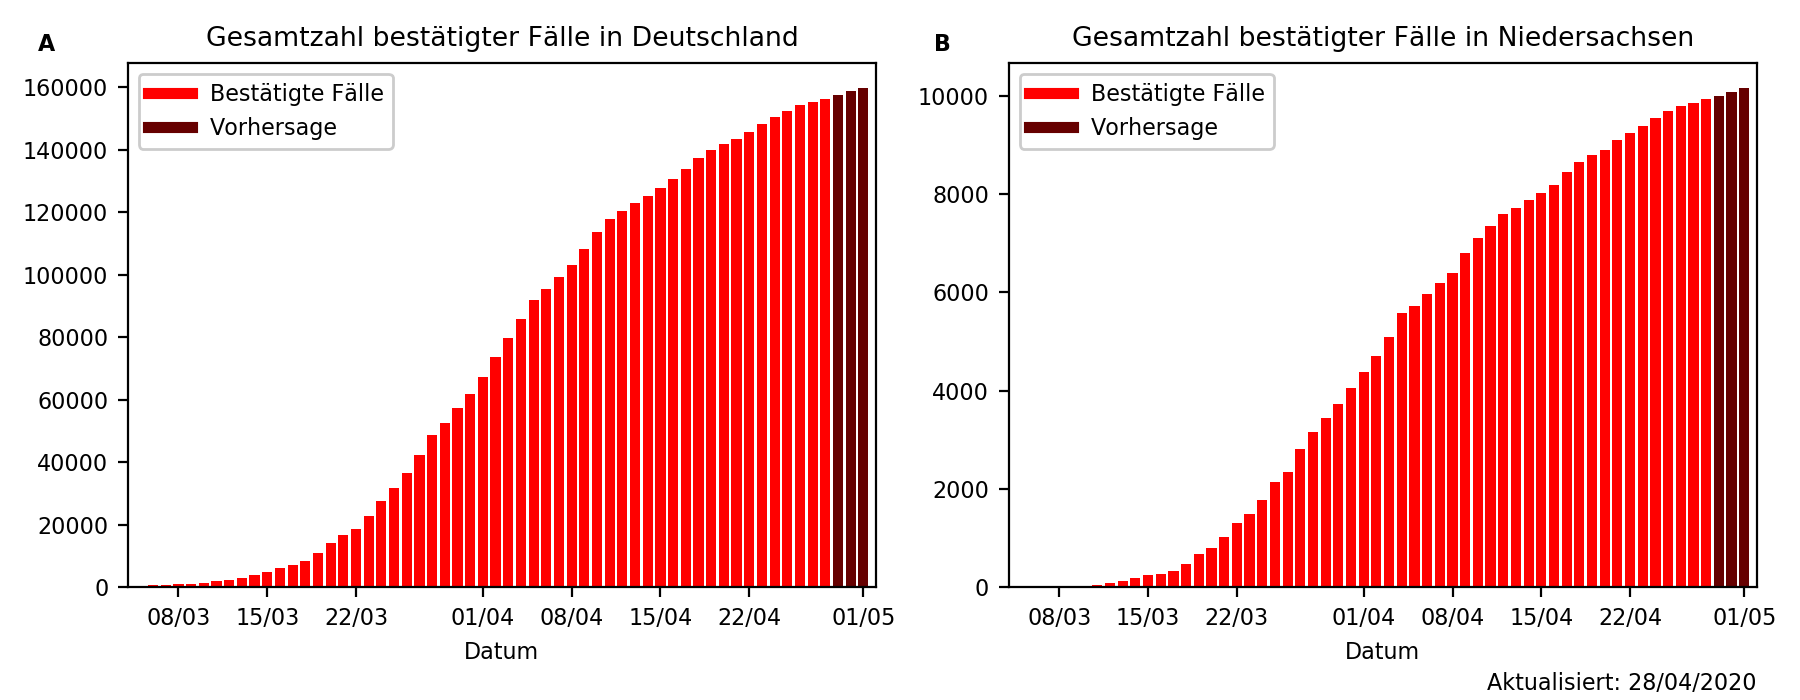 A
Gesamtzahl bestätigter Fälle in Deutschland
Bestätigte Fälle
Vorhersage
160000
140000
120000
100000
80000
60000
40000
20000
0
08/03 15/03 22/03 01/04 08/04 15/04 22/04 01/05
Datum
B
Gesamtzahl bestätigter Fälle in Niedersachsen
Bestätigte Fälle
Vorhersage
10000
8000
6000
4000
2000
0
08/03 15/03 22/03 01/04 08/04 15/04 22/04 01/05
Datum
Aktualisiert: 28/04/2020